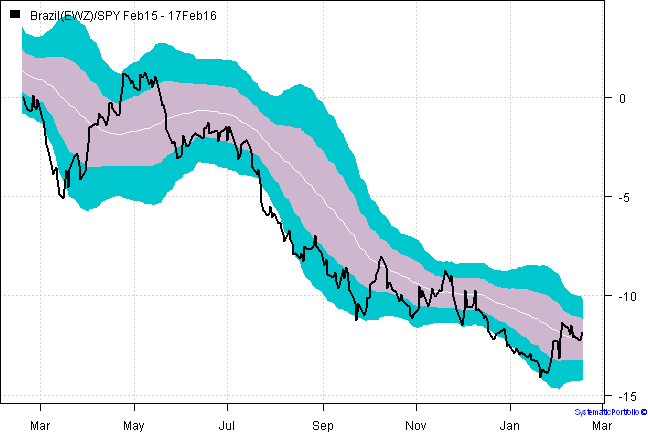 Brazil(EWZ)/SPY Feb15 - 17Feb16
0
-5
-10
-15
SystematicPortfolio ©
Mar May Jul Sep Nov Jan Mar